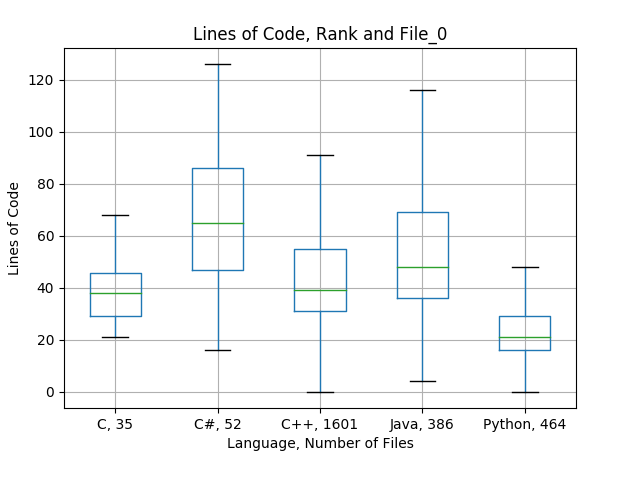 Lines of Code, Rank and File_0
120
100
80
60
40
20
0
Lines of Code
C, 35
C#, 52
C++, 1601
Java, 386
Python, 464
Language, Number of Files